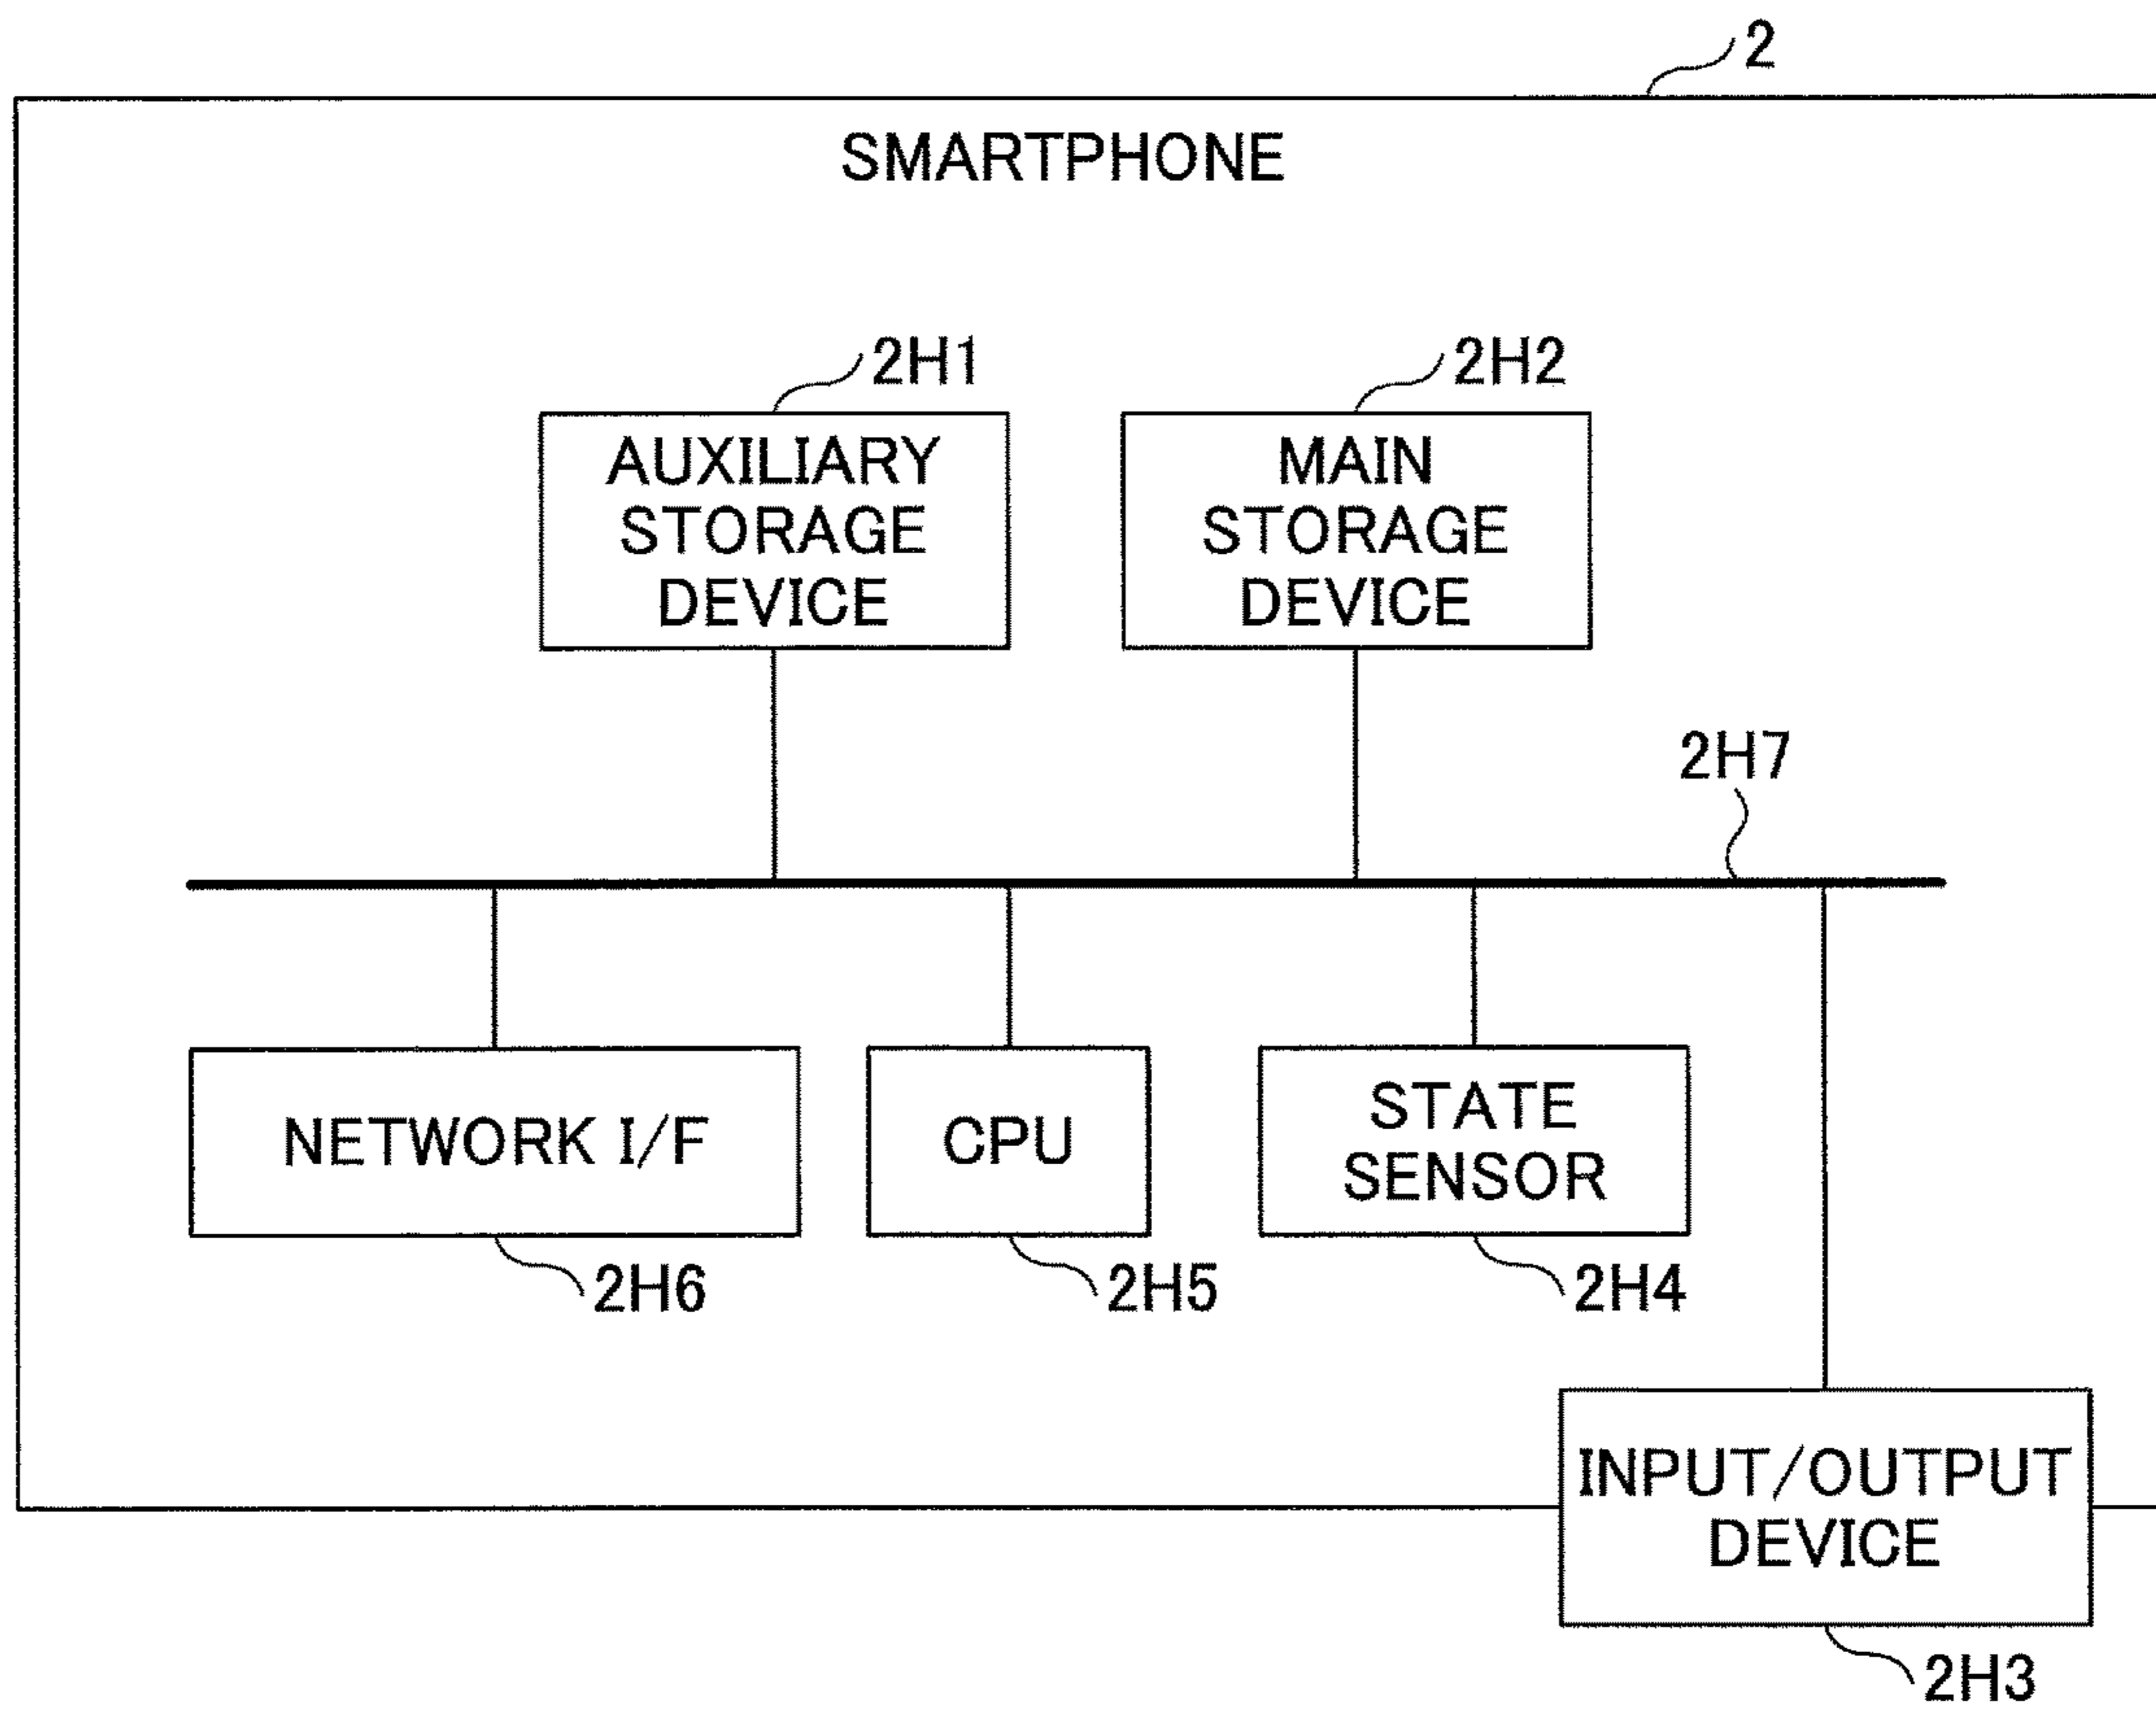 2
SMARTPHONE
2H1
2H2
AUXILIARY
STORAGE
DEVICE
MAIN
STORAGE
DEVICE
2H7
NETWORK I/F
CPU
STATE
SENSOR
2H6
2H5
2H4
INPUT/OUTPUT
DEVICE
2H3